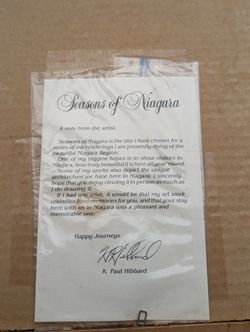 Seasons of Niagara
A note from the artist.
Seasons of Niagara is the title I have chosen for a
series of ink renderings I am presently doing of the
beautiful Niagara Region.
One of my biggest hopes is to show visitors to
Niagara, how truly beautiful it is here all year round.
Some of my works also depict the unique
architecture we have here in Niagara. I sincerely
hope that you enjoy viewing it in person as much as
I do drawing it.
If I had one wish, it would be that my art work
rekindles fond memories for you, and that your stay
here with us in Niagara was a pleasant and
memorable one.
Happy Journeys
K. Paul Hibbard